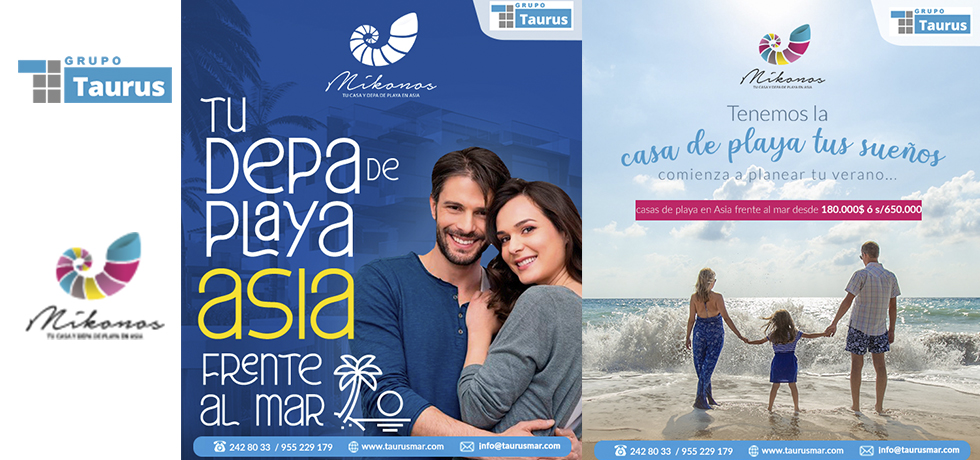 GRUPO
Taurus
Mikonos
TU CASA Y DEPA DE PLAYA EN ASIA
GRUPO
Taurus
Mikonos
TU CASA Y DEPA DE PLAYA EN ASIA
TU
DEPA DE
PLAYA
ASIA
FRENTE
AL MAR
242 80 33 / 955 229 179 www.taurusmar.com info@taurusmar.com
GRUPO
Taurus
Mikonos
TU CASA Y DEPA DE PLAYA EN ASIA
Tenemos la
casa de playa tus sueños
comienza a planear tu verano...
casas de playa en Asia frente al mar desde 180.000$ ó s/650.000
242 80 33 / 955 229 179 www.taurusmar.com info@taurusmar.com